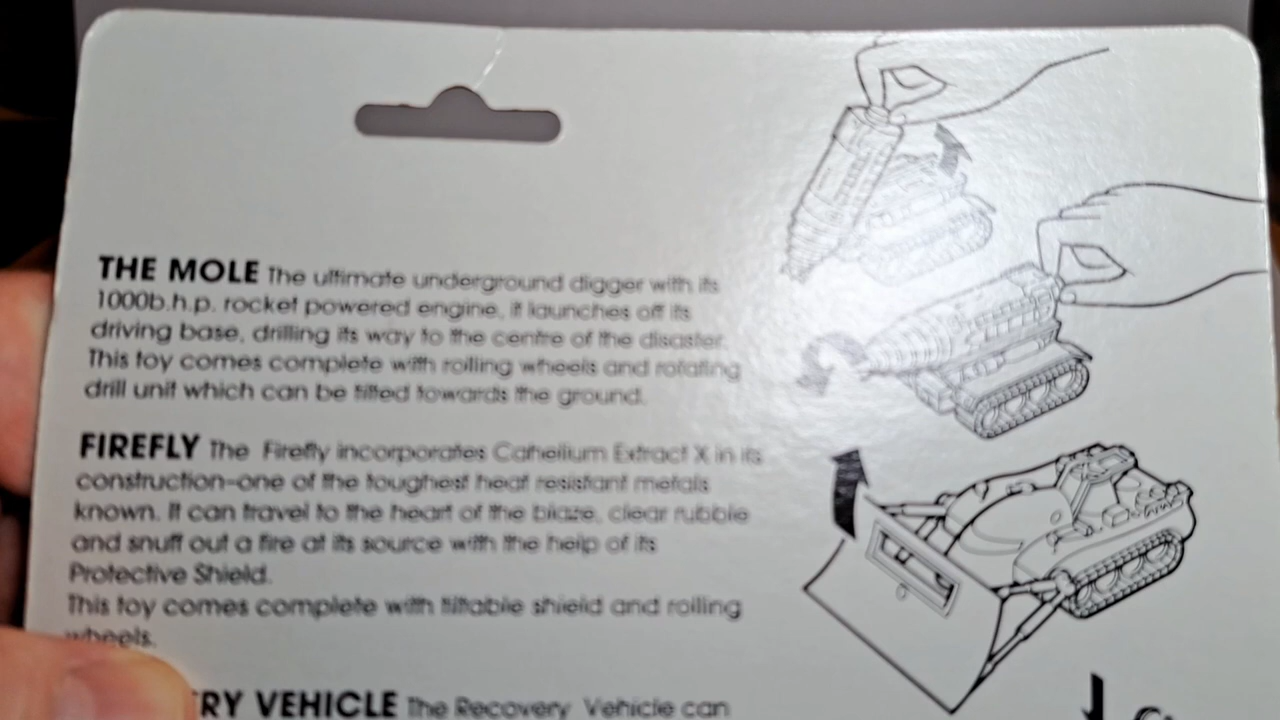 THE MOLE The ultimate underground digger with its
1000b.h.p. rocket powered engine, it launches off its
driving base, drilling its way to the centre of the disaster.
This toy comes complete with rolling wheels and rotating
drill unit which can be tilted towards the ground.
FIREFLY The Firefly incorporates Cahelium Extract X in its
construction-one of the toughest heat resistant metals
known. It can travel to the heart of the blaze, clear rubble
and snuff out a fire at its source with the help of its
Protective Shield.
This toy comes complete with tiltable shield and rolling
wheels.
RY VEHICLE The Recovery Vehicle can